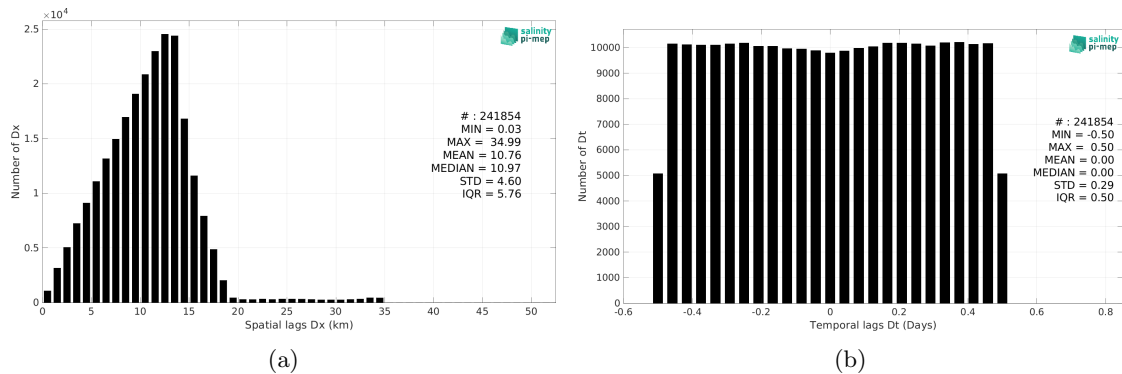 ×10⁴
2.5
2
1.5
1
0.5
0
0 5 10 15 20 25 30 35 40 45 50
Number of Dx
Spatial lags Dx (km)
salinity
pi-mep
# : 241854
MIN = 0.03
MAX = 34.99
MEAN = 10.76
MEDIAN = 10.97
STD = 4.60
IQR = 5.76
(a)
10000
9000
8000
7000
6000
5000
4000
3000
2000
1000
0
-0.6 -0.4 -0.2 0 0.2 0.4 0.6 0.8
Number of Dt
Temporal lags Dt (Days)
salinity
pi-mep
# : 241854
MIN = -0.50
MAX = 0.50
MEAN = 0.00
MEDIAN = 0.00
STD = 0.29
IQR = 0.50
(b)